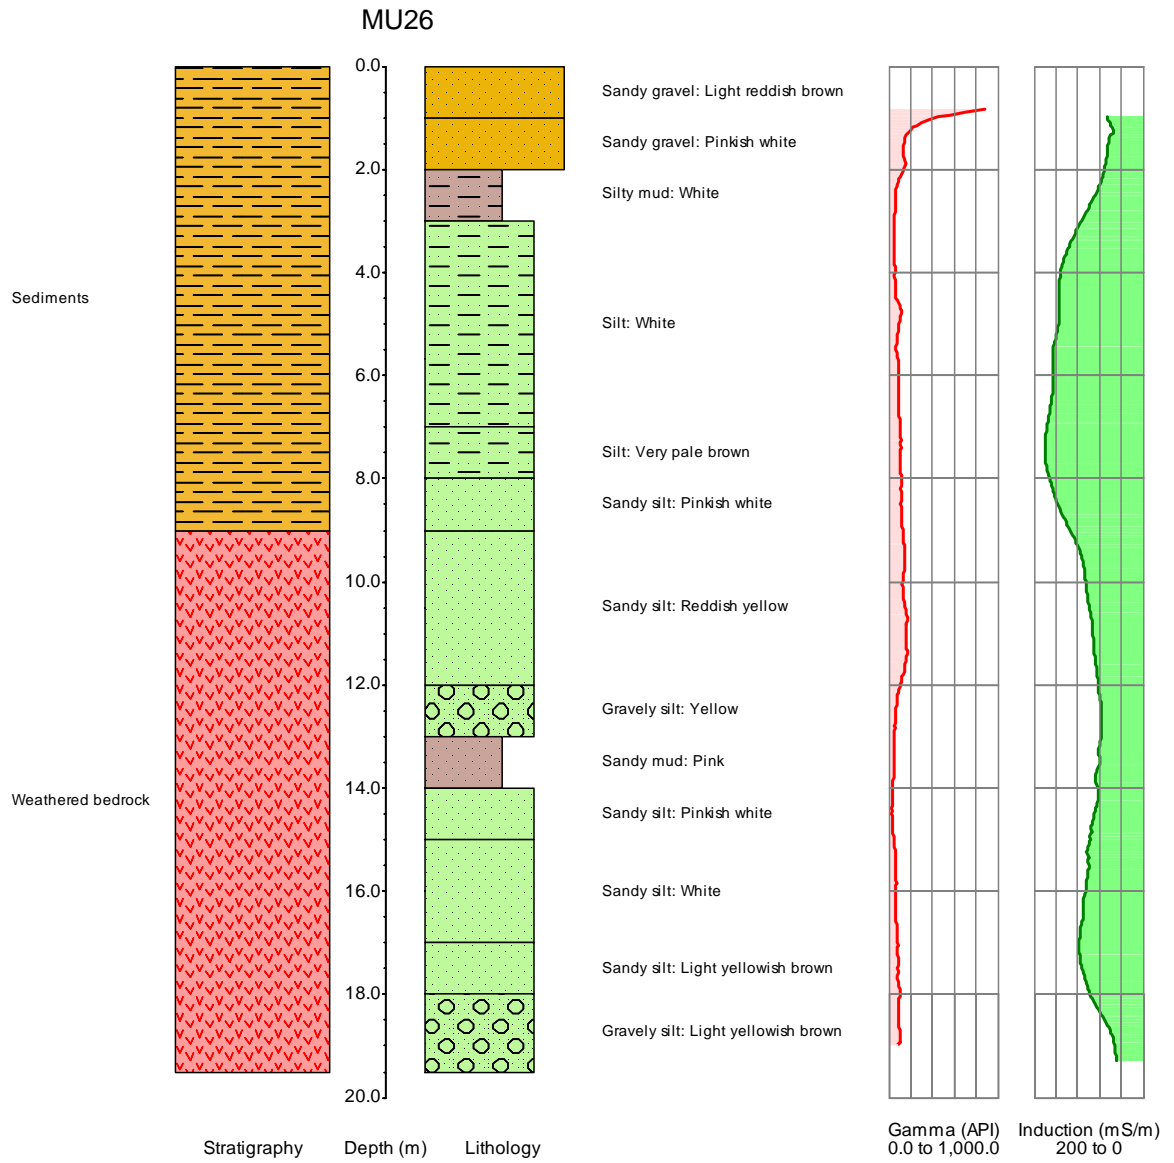 MU26
0.0
Sandy gravel: Light reddish brown
Sandy gravel: Pinkish white
2.0
Silty mud: White
4.0
Sediments
Silt: White
6.0
Silt: Very pale brown
8.0
Sandy silt: Pinkish white
10.0
Sandy silt: Reddish yellow
12.0
Gravely silt: Yellow
Sandy mud: Pink
14.0
Weathered bedrock
Sandy silt: Pinkish white
16.0
Sandy silt: White
Sandy silt: Light yellowish brown
18.0
Gravely silt: Light yellowish brown
20.0
Stratigraphy
Depth (m)
Lithology
Gamma (API)
0.0 to 1,000.0
Induction (mS/m)
200 to 0